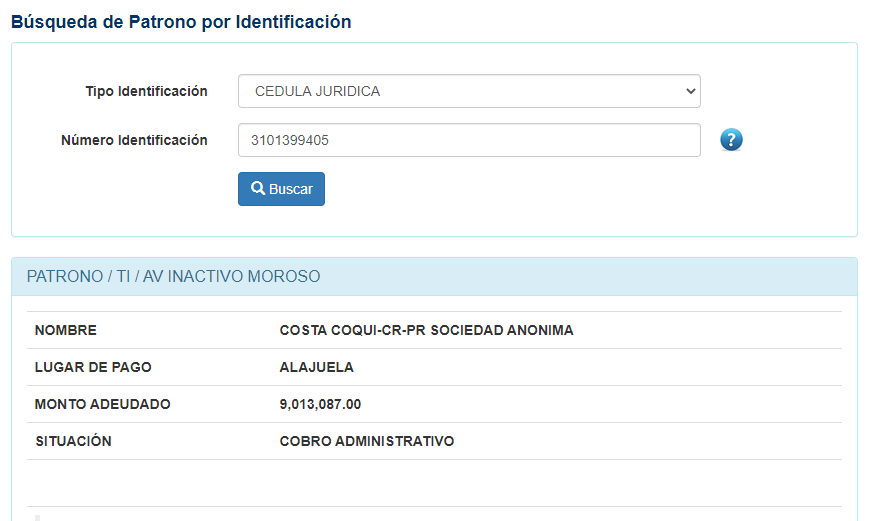 Búsqueda de Patrono por Identificación
Tipo Identificación CEDULA JURIDICA
Número Identificación 3101399405 ?
Buscar
PATRONO / TI / AV INACTIVO MOROSO
NOMBRE COSTA COQUI-CR-PR SOCIEDAD ANONIMA
LUGAR DE PAGO ALAJUELA
MONTO ADEUDADO 9,013,087.00
SITUACIÓN COBRO ADMINISTRATIVO